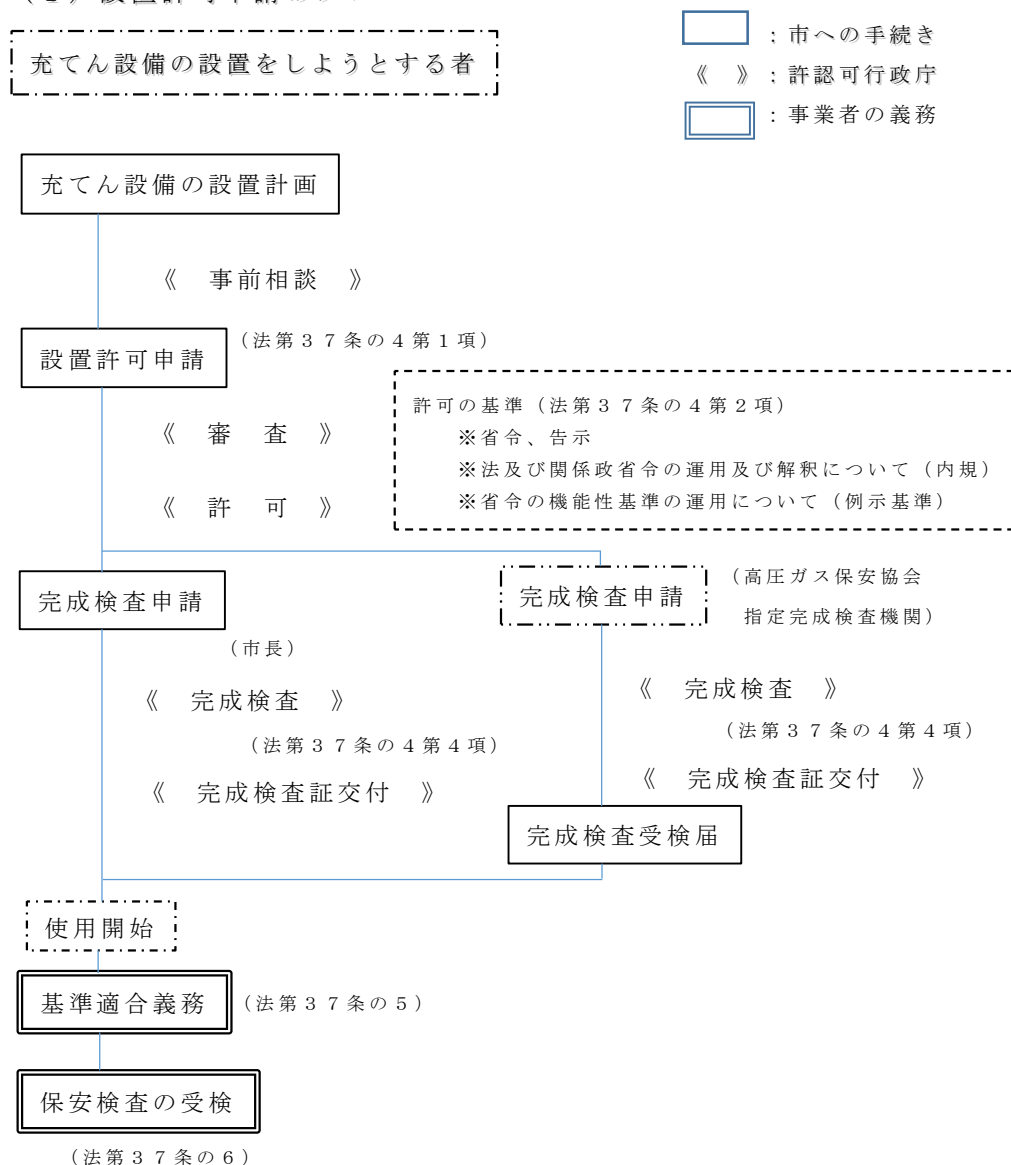 充てん設備の設置をしようとする者
：市への手続き
《　》：許認可行政庁
：事業者の義務
充てん設備の設置計画
《　事前相談　》
設置許可申請
（法第３７条の４第１項）
許可の基準（法第３７条の４第２項）
※省令、告示
※法及び関係政省令の運用及び解釈について（内規）
※省令の機能性基準の運用について（例示基準）
《　審　査　》
《　許　可　》
完成検査申請
（市長）
《　完成検査　》
（法第３７条の４第４項）
《　完成検査証交付　》
完成検査申請
（高圧ガス保安協会
指定完成検査機関）
《　完成検査　》
（法第３７条の４第４項）
《　完成検査証交付　》
完成検査受検届
使用開始
基準適合義務
（法第３７条の５）
保安検査の受検
（法第３７条の６）